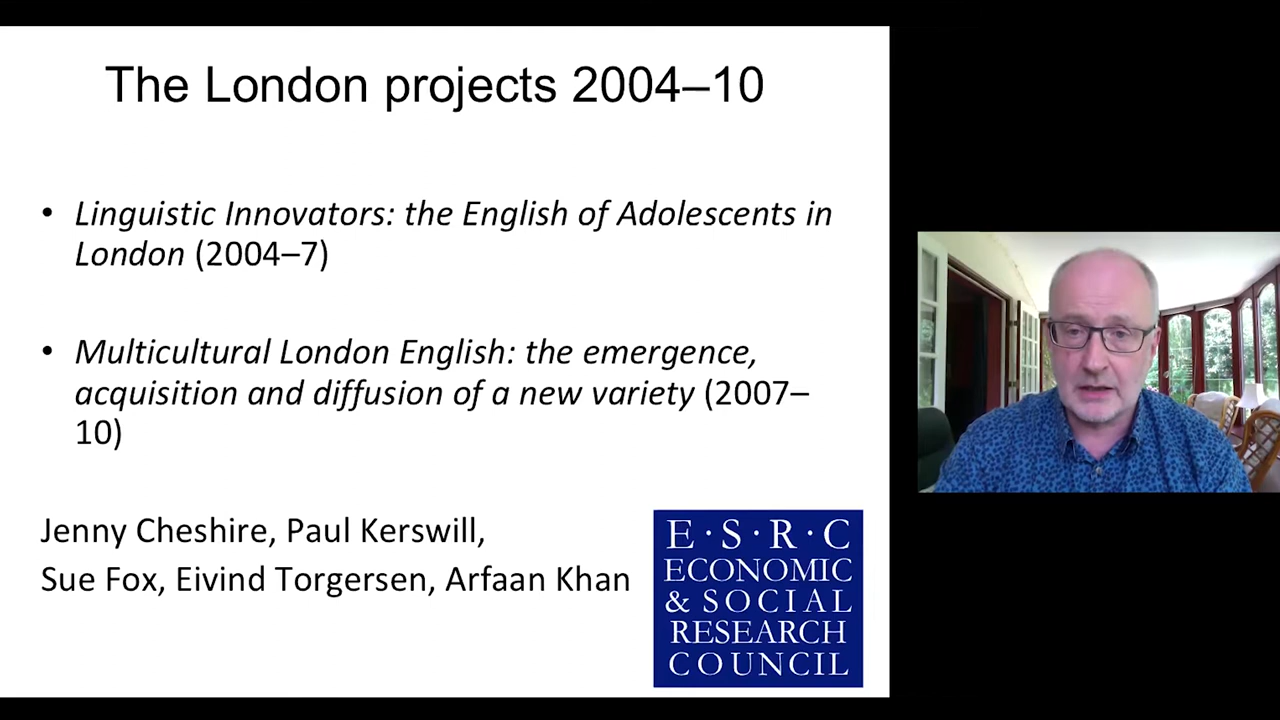 The London projects 2004–10
• Linguistic Innovators: the English of Adolescents in
London (2004–7)
• Multicultural London English: the emergence,
acquisition and diffusion of a new variety (2007–
10)
Jenny Cheshire, Paul Kerswill,
Sue Fox, Eivind Torgersen, Arfaan Khan
E·S·R·C
ECONOMIC
& SOCIAL
RESEARCH
COUNCIL